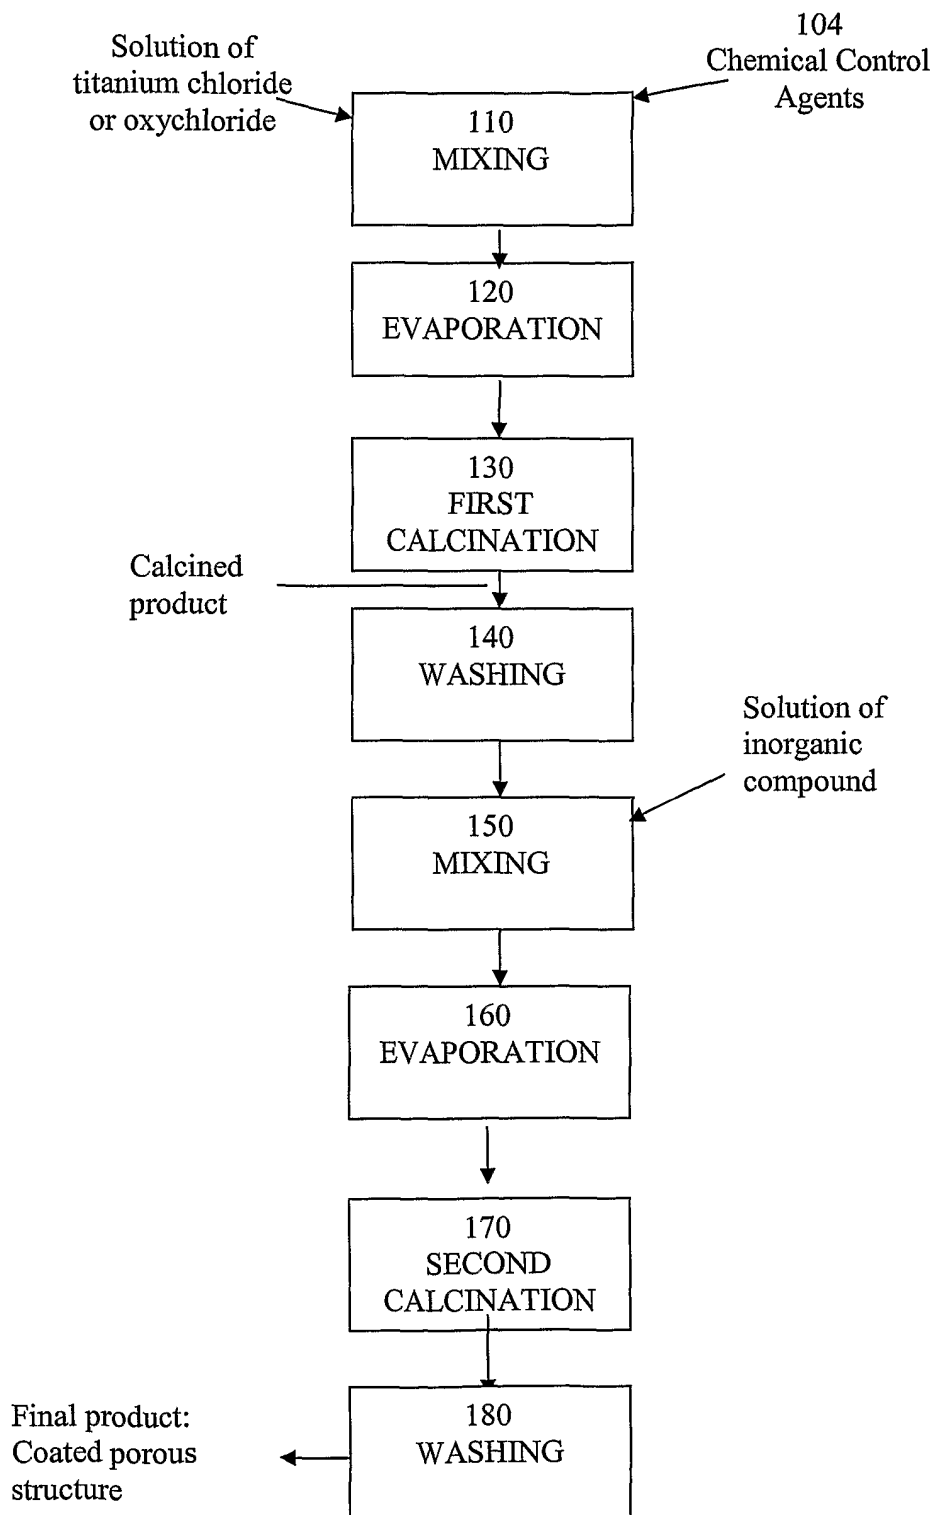 Solution of
titanium chloride
or oxychloride
104
Chemical Control
Agents
110
MIXING
120
EVAPORATION
130
FIRST
CALCINATION
Calcined
product
140
WASHING
Solution of
inorganic
compound
150
MIXING
160
EVAPORATION
170
SECOND
CALCINATION
180
WASHING
Final product:
Coated porous
structure